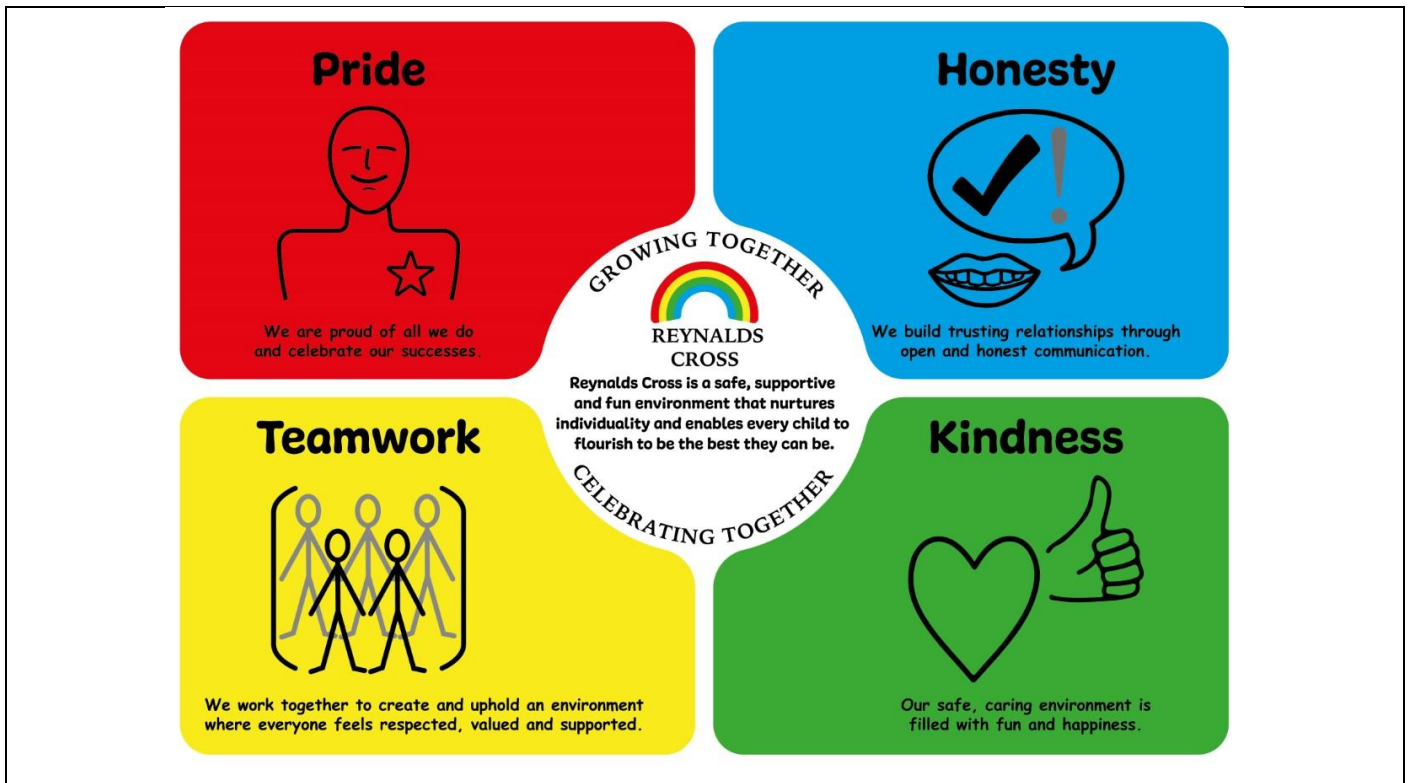 Pride
We are proud of all we do
and celebrate our successes.
Honesty
We build trusting relationships through
open and honest communication.
GROWING TOGETHER
REYNALDS
CROSS
Reynalds Cross is a safe, supportive
and fun environment that nurtures
individuality and enables every child to
flourish to be the best they can be.
CELEBRATING TOGETHER
Teamwork
We work together to create and uphold an environment
where everyone feels respected, valued and supported.
Kindness
Our safe, caring environment is
filled with fun and happiness.